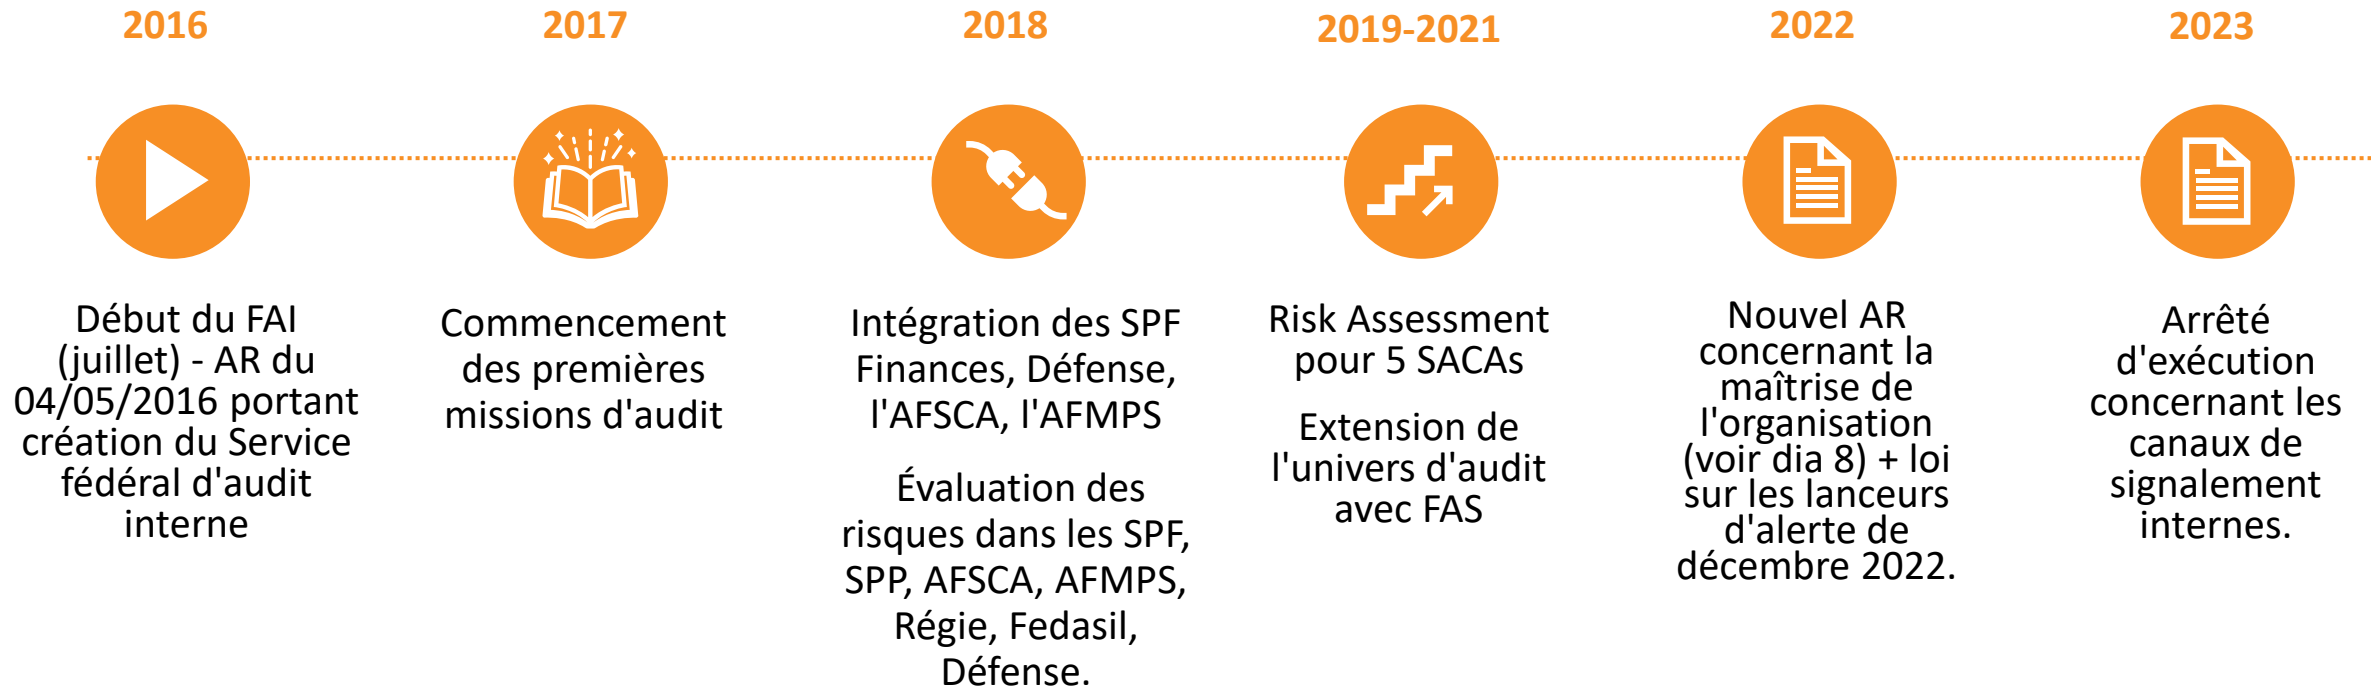 2016
Début du FAI
(juillet) - AR du
04/05/2016 portant
création du Service
fédéral d'audit
interne
2017
Commencement
des premières
missions d'audit
2018
Intégration des SPF
Finances, Défense,
l'AFSCA, l'AFMPS
Évaluation des
risques dans les SPF,
SPP, AFSCA, AFMPS,
Régie, Fedasil,
Défense.
2019-2021
Risk Assessment
pour 5 SACAs
Extension de
l'univers d'audit
avec FAS
2022
Nouvel AR
concernant la
maîtrise de
l'organisation
(voir dia 8) + loi
sur les lanceurs
d'alerte de
décembre 2022.
2023
Arrêté
d'exécution
concernant les
canaux de
signalement
internes.